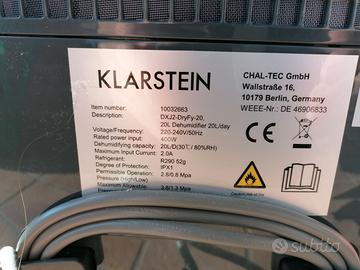 KLARSTEIN
CHAL-TEC GmbH
Wallstraße 16,
10179 Berlin, Germany
WEEE-Nr.: DE 46906833
Item number: 10032663
Description: DXJ2-DryFy-20,
20L Dehumidifier 20L/day
Voltage/Frequency: 220-240V/50Hz
Rated power input: 400W
Dehumidifying capacity: 20L/D(30℃/80%RH)
Maximum Input Current: 2.0A
Refrigerant: R290 52g
Degree of Protection: IPX1
Permissible Operating Pressure (High/Low) 2.8/0.8 Mpa
Maximum Allowable 3.8/1.3 Mpa
subito